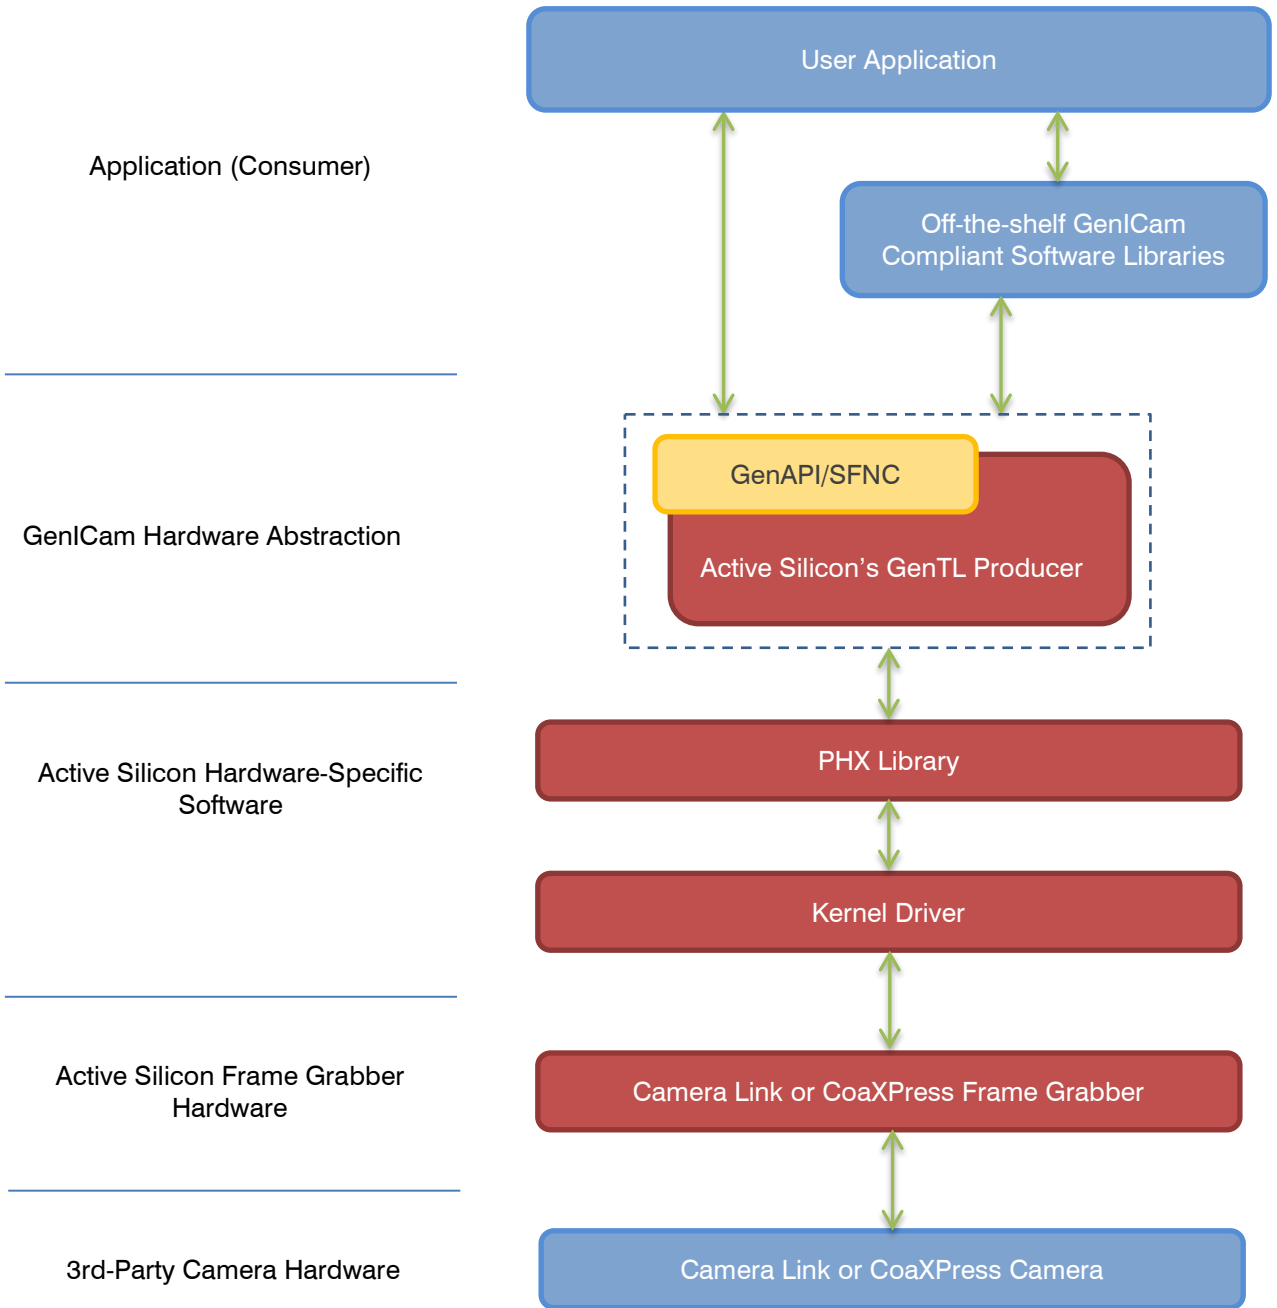 User Application
Application (Consumer)
Off-the-shelf GenICam
Compliant Software Libraries
GenAPI/SFNC
GenICam Hardware Abstraction
Active Silicon’s GenTL Producer
PHX Library
Active Silicon Hardware-Specific
Software
Kernel Driver
Active Silicon Frame Grabber
Hardware
Camera Link or CoaXPress Frame Grabber
3rd-Party Camera Hardware
Camera Link or CoaXPress Camera